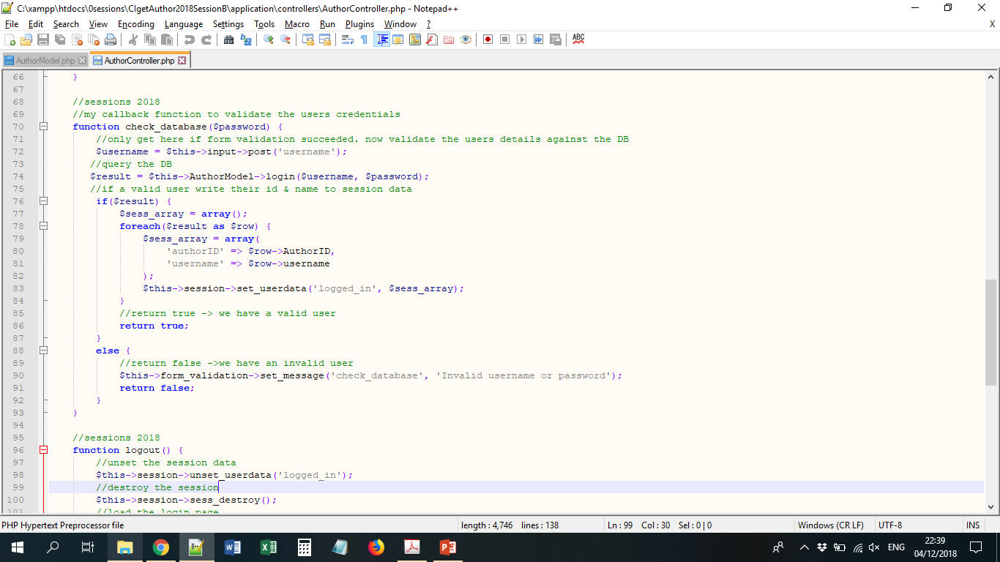 C:\xampp\htdocs\0sessions\CIgetAuthor2018SessionB\application\controllers\AuthorController.php - Notepad++
File Edit Search View Encoding Language Settings Tools Macro Run Plugins Window ? X
AuthorModel.php AuthorController.php
66 }
67
68 //sessions 2018
69 //my callback function to validate the users credentials
70 function check_database($password) {
71 //only get here if form validation succeeded. now validate the users details against the DB
72 $username = $this->input->post('username');
73 //query the DB
74 $result = $this->AuthorModel->login($username, $password);
75 //if a valid user write their id & name to session data
76 if($result) {
77 $sess_array = array();
78 foreach($result as $row) {
79 $sess_array = array(
80 'authorID' => $row->AuthorID,
81 'username' => $row->username
82 );
83 $this->session->set_userdata('logged_in', $sess_array);
84 }
85 //return true -> we have a valid user
86 return true;
87 }
88 else {
89 //return false ->we have an invalid user
90 $this->form_validation->set_message('check_database', 'Invalid username or password');
91 return false;
92 }
93 }
94
95 //sessions 2018
96 function logout() {
97 //unset the session data
98 $this->session->unset_userdata('logged_in');
99 //destroy the session
100 $this->session->sess_destroy();
101 //load the login page
PHP Hypertext Preprocessor file length : 4,746 lines : 138 Ln : 99 Col : 30 Sel : 0 | 0 Windows (CR LF) UTF-8 INS
ENG 22:39
04/12/2018